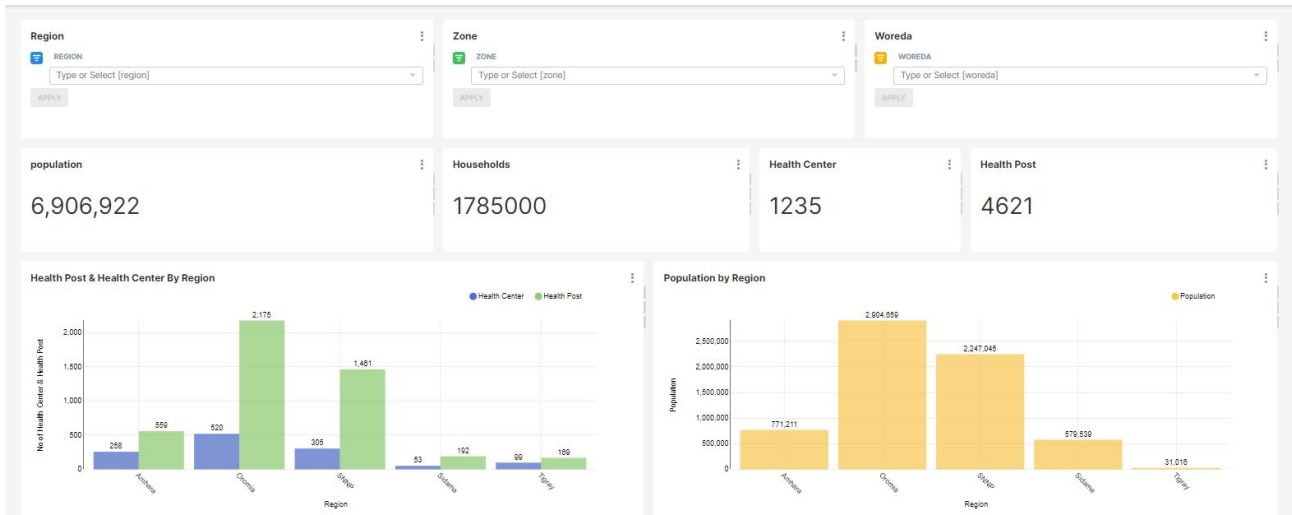 Region
REGION
Type or Select [region]
APPLY
Zone
ZONE
Type or Select [zone]
APPLY
Woreda
WOREDA
Type or Select [woreda]
APPLY
population
6,906,922
Households
1785000
Health Center
1235
Health Post
4621
Health Post & Health Center By Region
Health Center
Health Post
No of Health Center & Health Post
2,000
1,500
1,000
500
0
258
559
520
2,175
305
1,461
53
192
99
169
Amhara
Oromia
SNNP
Sidama
Tigray
Region
Population by Region
Population
Population
2,500,000
2,000,000
1,500,000
1,000,000
500,000
0
771,211
2,904,659
2,247,045
579,539
31,016
Amhara
Oromia
SNNP
Sidama
Tigray
Region